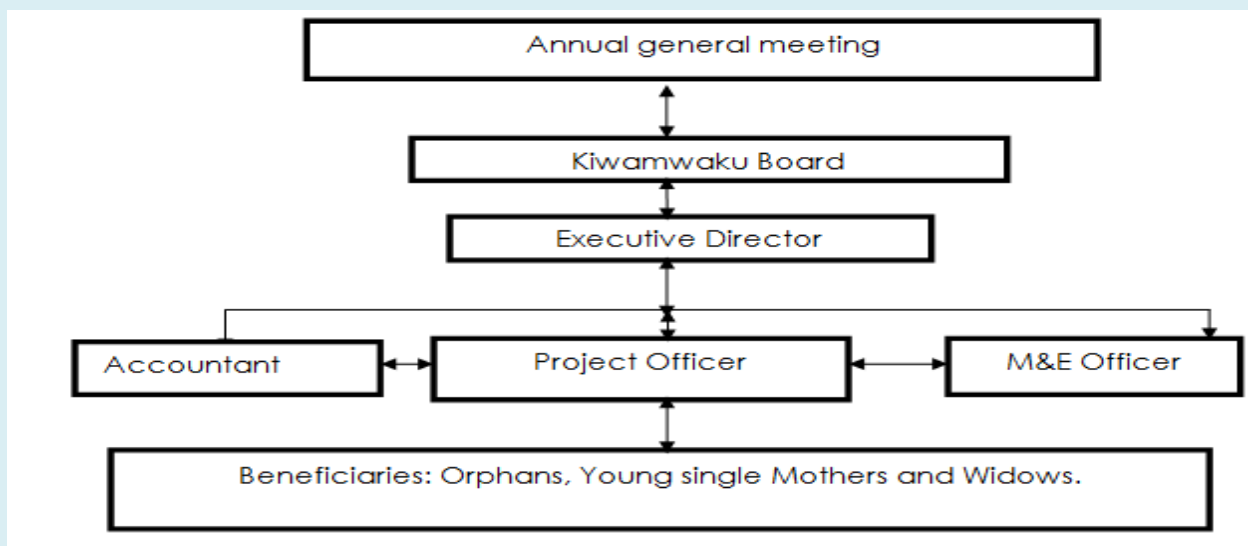 Annual general meeting
Kiwamwaku Board
Executive Director
Accountant
Project Officer
M&E Officer
Beneficiaries: Orphans, Young single Mothers and Widows.